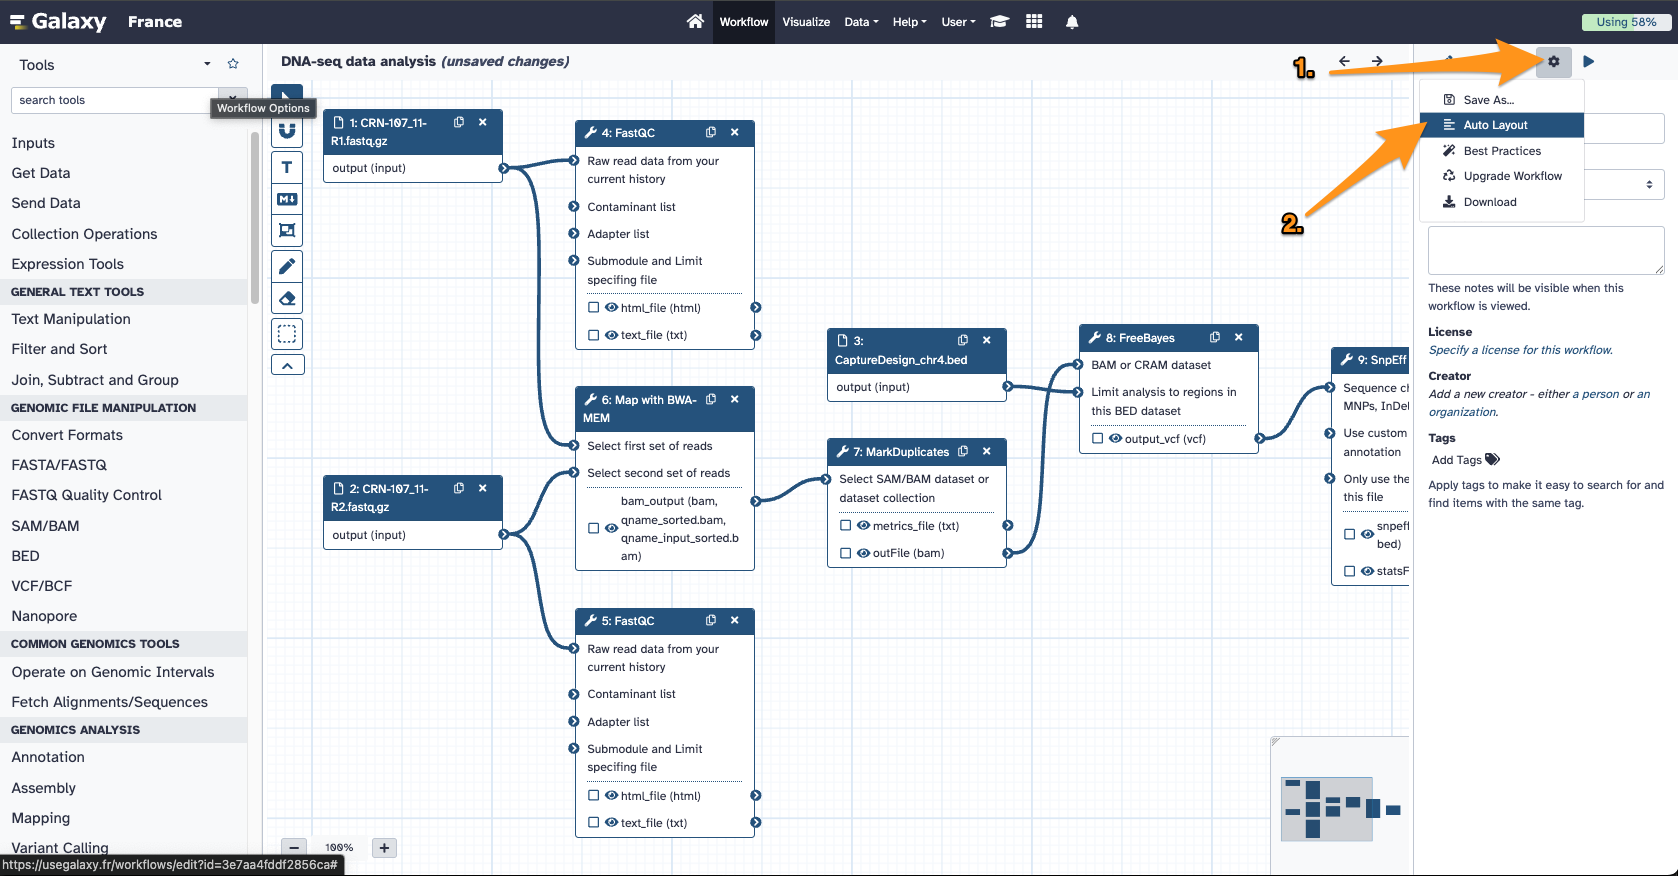 Galaxy France
Workflow Visualize Data Help User
Using 58%
Tools
search tools
Workflow Options
Inputs
Get Data
Send Data
Collection Operations
Expression Tools
GENERAL TEXT TOOLS
Text Manipulation
Filter and Sort
Join, Subtract and Group
GENOMIC FILE MANIPULATION
Convert Formats
FASTA/FASTQ
FASTQ Quality Control
SAM/BAM
BED
VCF/BCF
Nanopore
COMMON GENOMICS TOOLS
Operate on Genomic Intervals
Fetch Alignments/Sequences
GENOMICS ANALYSIS
Annotation
Assembly
Mapping
Variant Calling
https://usegalaxy.fr/workflows/edit?id=3e7aa4fddf2856ca#
DNA-seq data analysis (unsaved changes)
T
M
1: CRN-107_11-
R1.fastq.gz
output (input)
2: CRN-107_11-
R2.fastq.gz
output (input)
4: FastQC
Raw read data from your
current history
Contaminant list
Adapter list
Submodule and Limit
specifing file
html_file (html)
text_file (txt)
6: Map with BWA-
MEM
Select first set of reads
Select second set of reads
bam_output (bam,
qname_sorted.bam,
qname_input_sorted.b
am)
5: FastQC
Raw read data from your
current history
Contaminant list
Adapter list
Submodule and Limit
specifing file
html_file (html)
text_file (txt)
3:
CaptureDesign_chr4.bed
output (input)
7: MarkDuplicates
Select SAM/BAM dataset or
dataset collection
metrics_file (txt)
outFile (bam)
8: FreeBayes
BAM or CRAM dataset
Limit analysis to regions in
this BED dataset
output_vcf (vcf)
9: SnpEff
Sequence ch
MNPs, InDel
Use custom
annotation
Only use the
this file
snpeff
bed)
statsF
100%
1.
2.
Save As...
Auto Layout
Best Practices
Upgrade Workflow
Download
These notes will be visible when this
workflow is viewed.
License
Specify a license for this workflow.
Creator
Add a new creator - either a person or an
organization.
Tags
Add Tags
Apply tags to make it easy to search for and
find items with the same tag.